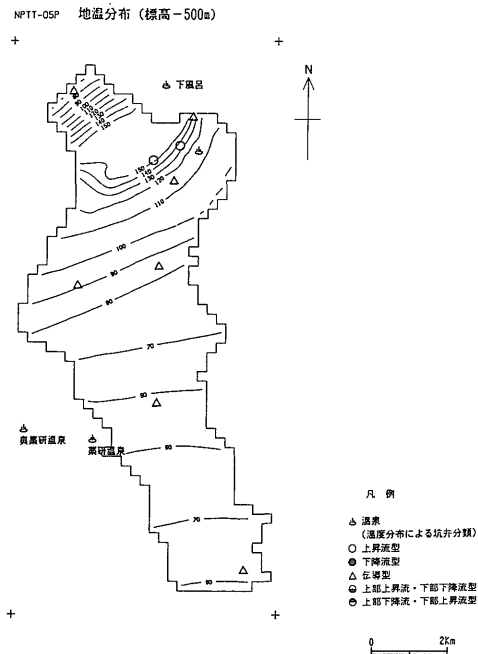 NPTT-05P 地温分布 (標高-500m)
下風呂
N
150
140
130
120
110
100
90
80
70
60
60
70
80
奥薬研温泉
薬研温泉
凡 例
温泉
(温度分布による坑井分類)
上昇流型
下降流型
伝導型
上部上昇流・下部下降流型
上部下降流・下部上昇流型
0 2Km